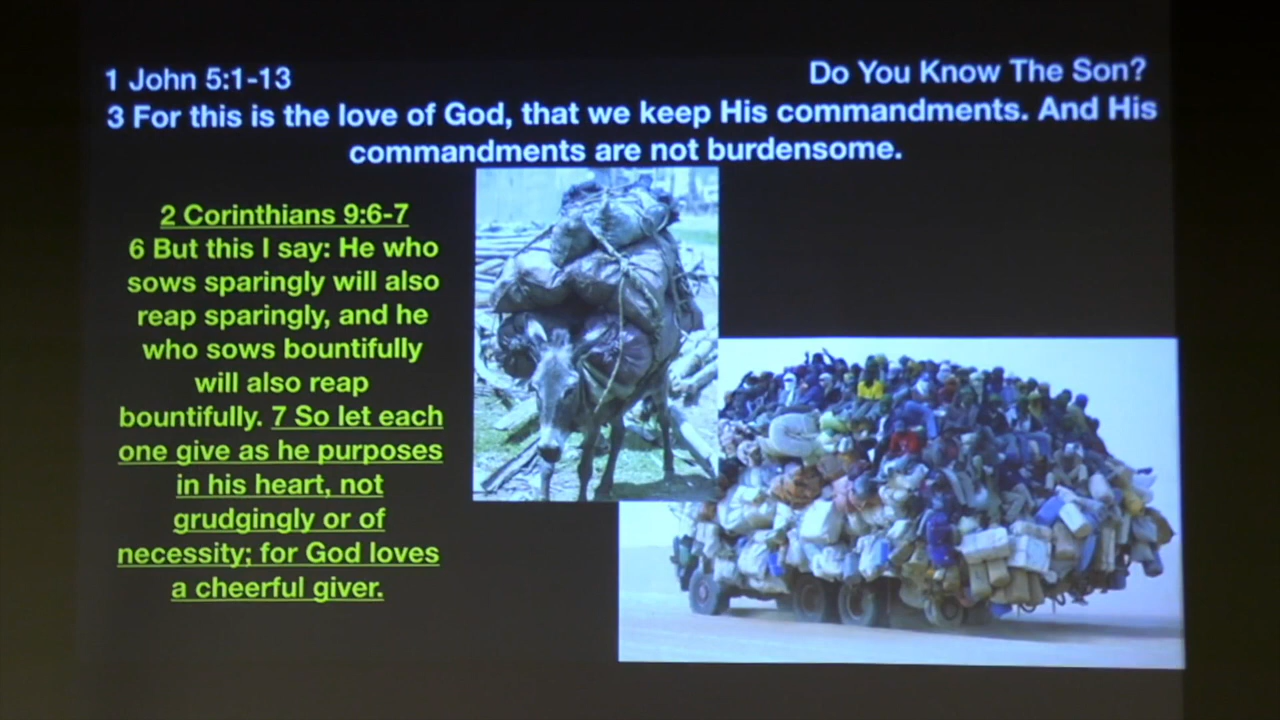 1 John 5:1-13
Do You Know The Son?
3 For this is the love of God, that we keep His commandments. And His
commandments are not burdensome.
2 Corinthians 9:6-7
6 But this I say: He who
sows sparingly will also
reap sparingly, and he
who sows bountifully
will also reap
bountifully. 7 So let each
one give as he purposes
in his heart, not
grudgingly or of
necessity; for God loves
a cheerful giver.